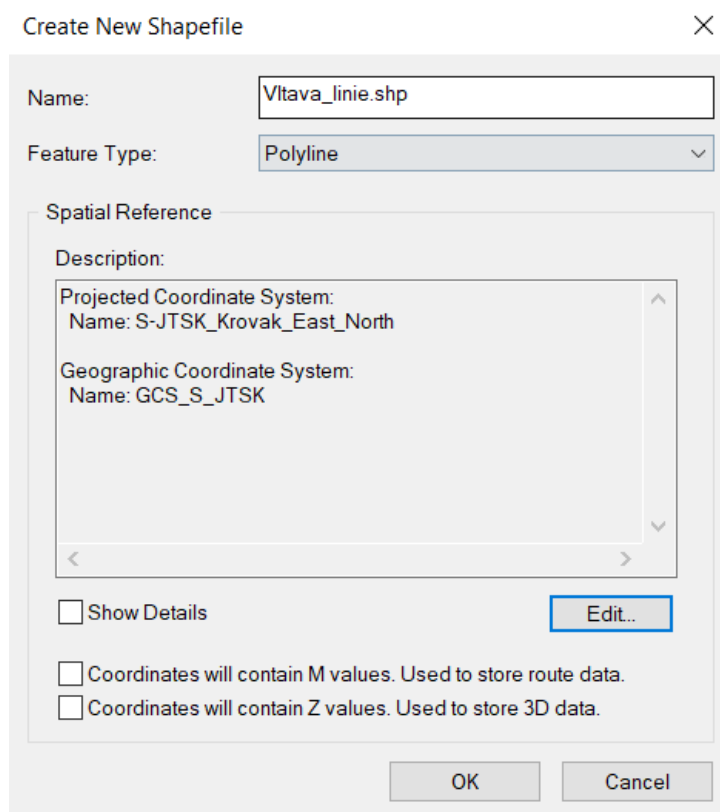 Create New Shapefile
Name:
Vltava_linie.shp
Feature Type:
Polyline
Spatial Reference
Description:
Projected Coordinate System:
Name: S-JTSK_Krovak_East_North
Geographic Coordinate System:
Name: GCS_S_JTSK
Show Details
Edit...
Coordinates will contain M values. Used to store route data.
Coordinates will contain Z values. Used to store 3D data.
OK
Cancel